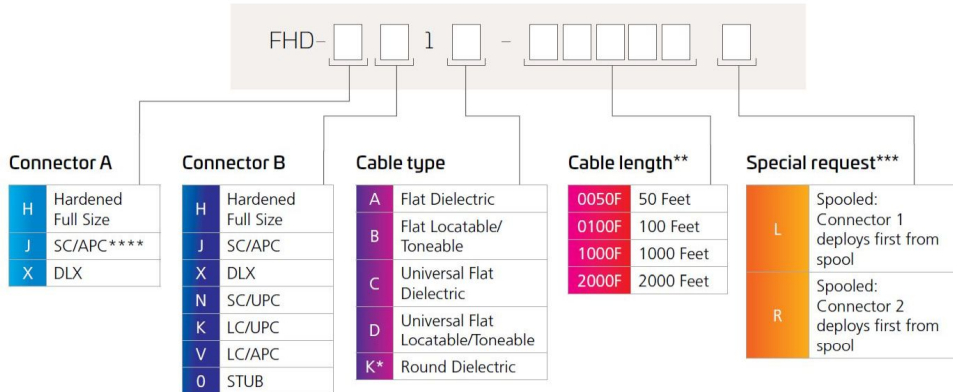 FHD- 1 -
Connector A
H Hardened
Full Size
J SC/APC****
X DLX
Connector B
H Hardened
Full Size
J SC/APC
X DLX
N SC/UPC
K LC/UPC
V LC/APC
0 STUB
Cable type
A Flat Dielectric
B Flat Locatable/
Toneable
C Universal Flat
Dielectric
D Universal Flat
Locatable/Toneable
K* Round Dielectric
Cable length**
0050F 50 Feet
0100F 100 Feet
1000F 1000 Feet
2000F 2000 Feet
Special request***
L Spooled:
Connector 1
deploys first from
spool
R Spooled:
Connector 2
deploys first from
spool